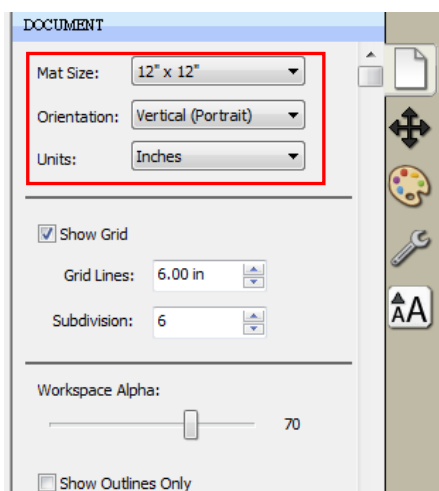 DOCUMENT
Mat Size: 12" x 12"
Orientation: Vertical (Portrait)
Units: Inches
Show Grid
Grid Lines: 6.00 in
Subdivision: 6
Workspace Alpha:
70
Show Outlines Only
AA